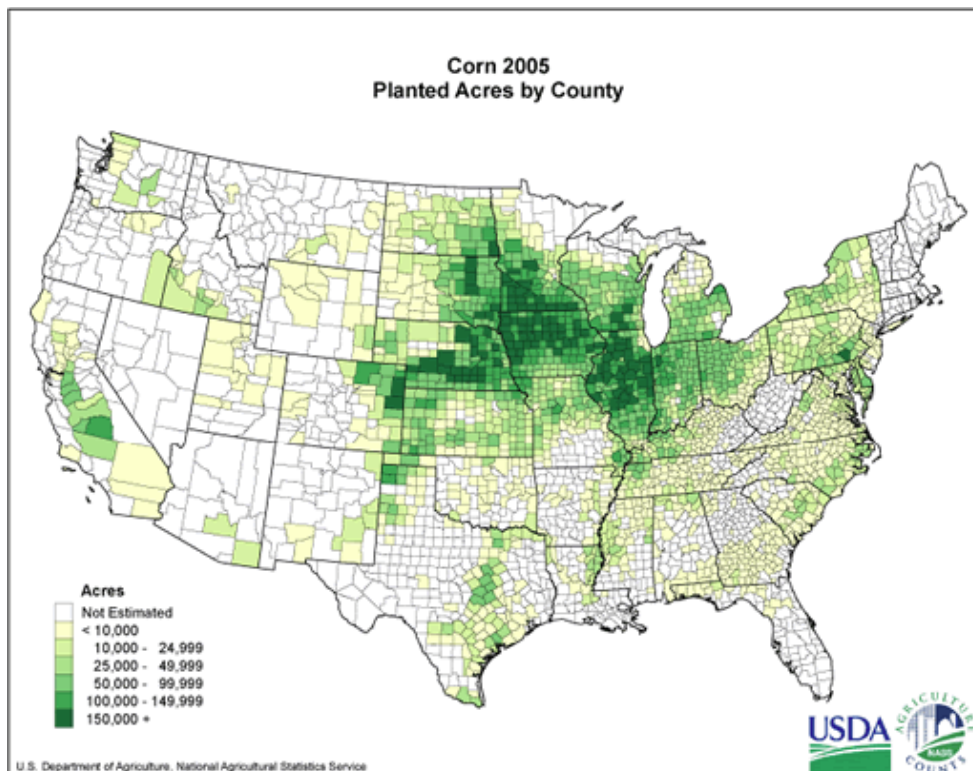 Corn 2005
Planted Acres by County
Acres
Not Estimated
< 10,000
10,000 - 24,999
25,000 - 49,999
50,000 - 99,999
100,000 - 149,999
150,000 +
USDA
AGRICULTURE
NASS
COUNTS
U.S. Department of Agriculture, National Agricultural Statistics Service